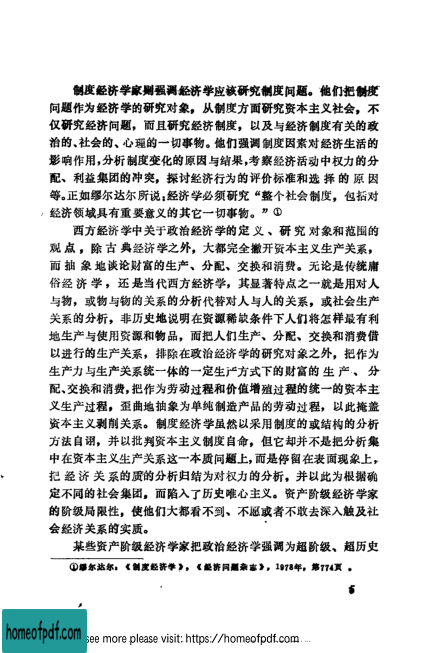 制度经济学家则强调经济学应该研究制度问题。他们把制度
问题作为经济学的研究对象，从制度方面研究资本主义社会，不
仅研究经济问题，而且研究经济制度，以及与经济制度有关的政
治的、社会的、心理的一切事物。他们强调制度因素对经济生活的
影响作用，分析制度变化的原因与结果，考察经济活动中权力的分
配、利益集团的冲突，探讨经济行为的评价标准和选择的原因
等。正如缪尔达尔所说：经济学必须研究“整个社会制度，包括对
经济领域具有重要意义的其它一切事物。”①
西方经济学中关于政治经济学的定义、研究对象和范围的
观点，除古典经济学之外，大都完全撇开资本主义生产关系，
而抽象地谈论财富的生产、分配、交换和消费。无论是传统庸
俗经济学，还是当代西方经济学，其显著特点之一就是用对人
与物，或物与物的关系的分析代替对人与人的关系，或社会生产
关系的分析，非历史地说明在资源稀缺条件下人们将怎样最有利
地生产与使用资源和物品，而把人们生产、分配、交换和消费借
以进行的生产关系，排除在政治经济学的研究对象之外，把作为
生产力与生产关系统一体的一定生产方式下的财富的生产、分
配、交换和消费，把作为劳动过程和价值增殖过程的统一的资本主
义生产过程，歪曲地抽象为单纯制造产品的劳动过程，以此掩盖
资本主义剥削关系。制度经济学虽然以采用制度的或结构的分析
方法自诩，并以批判资本主义制度自命，但它却并不是把分析集
中在资本主义生产关系这一本质问题上，而是停留在表面现象上，
把经济关系的质的分析归结为对权力的分析，并以此为根据确
定不同的社会集团，而陷入了历史唯心主义。资产阶级经济学家
的阶级局限性，使他们大都看不到、不愿或者不敢去深入触及社
会经济关系的实质。
某些资产阶级经济学家把政治经济学强调为超阶级、超历史
①缪尔达尔：《制度经济学》，《经济问题杂志》，1978年，第774页。
5
homeofpdf.com
see more please visit: https://homeofpdf.com